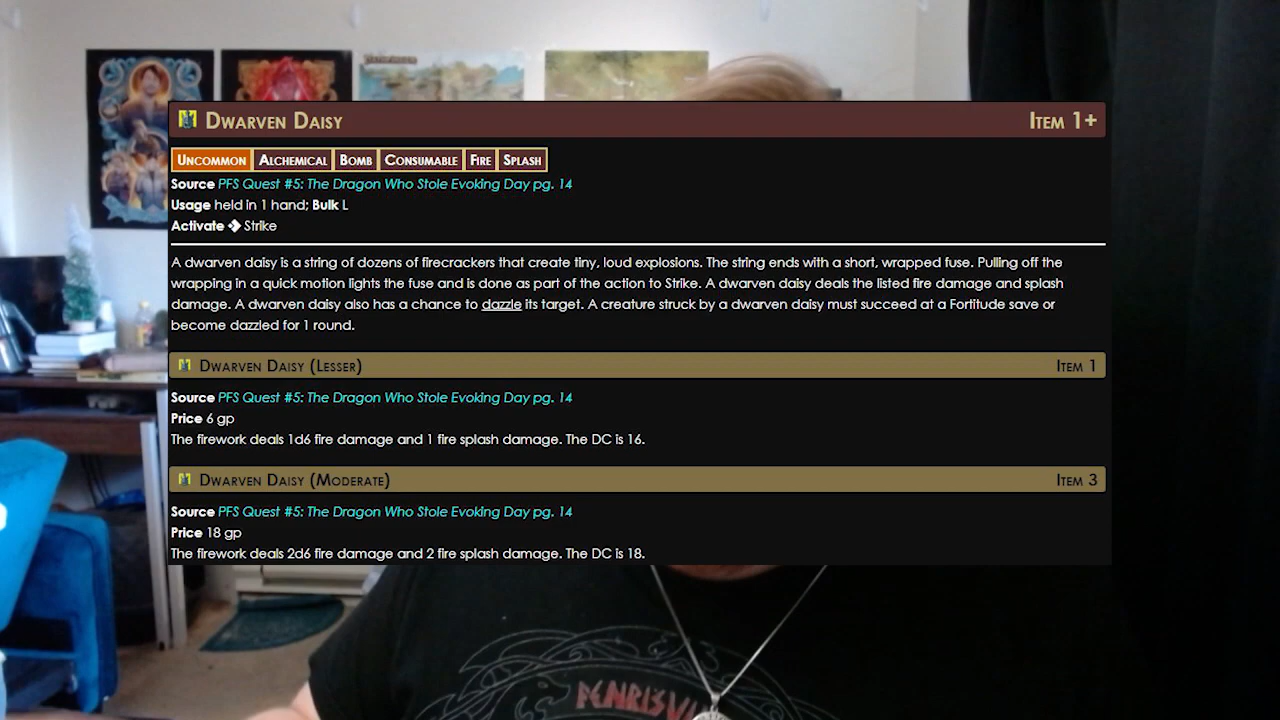 PATHFINDER
Dwarven Daisy Item 1+
Uncommon Alchemical Bomb Consumable Fire Splash
Source PFS Quest #5: The Dragon Who Stole Evoking Day pg. 14
Usage held in 1 hand; Bulk L
Activate Strike
A dwarven daisy is a string of dozens of firecrackers that create tiny, loud explosions. The string ends with a short, wrapped fuse. Pulling off the
wrapping in a quick motion lights the fuse and is done as part of the action to Strike. A dwarven daisy deals the listed fire damage and splash
damage. A dwarven daisy also has a chance to dazzle its target. A creature struck by a dwarven daisy must succeed at a Fortitude save or
become dazzled for 1 round.
Dwarven Daisy (Lesser) Item 1
Source PFS Quest #5: The Dragon Who Stole Evoking Day pg. 14
Price 6 gp
The firework deals 1d6 fire damage and 1 fire splash damage. The DC is 16.
Dwarven Daisy (Moderate) Item 3
Source PFS Quest #5: The Dragon Who Stole Evoking Day pg. 14
Price 18 gp
The firework deals 2d6 fire damage and 2 fire splash damage. The DC is 18.